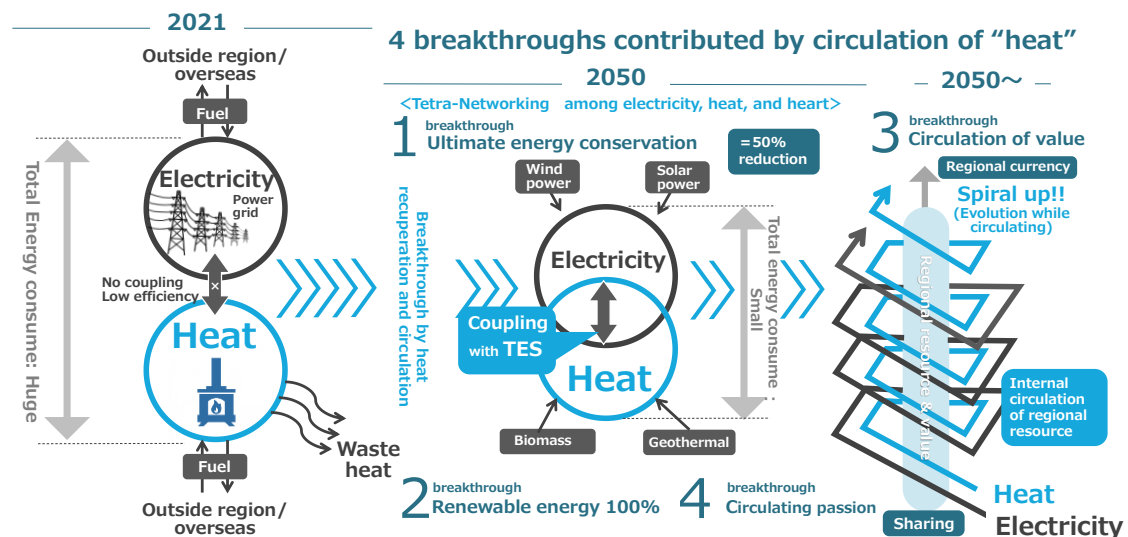 2021
Outside region/
overseas
Fuel
Total Energy consume: Huge
Electricity
Power
grid
No coupling
Low efficiency
×
Heat
Waste
heat
Fuel
Outside region/
overseas
4 breakthroughs contributed by circulation of “heat”
2050
<Tetra-Networking among electricity, heat, and heart>
1 breakthrough
Ultimate energy conservation
=50%
reduction
Breakthrough by heat
recuperation and circulation
Wind
power
Solar
power
Electricity
Coupling
with TES
Heat
Total energy consume :
Small
Biomass
Geothermal
2 breakthrough
Renewable energy 100%
4 breakthrough
Circulating passion
2050～
3 breakthrough
Circulation of value
Regional currency
Spiral up!!
(Evolution while
circulating)
Regional resource & value
Internal
circulation
of regional
resource
Heat
Electricity
Sharing